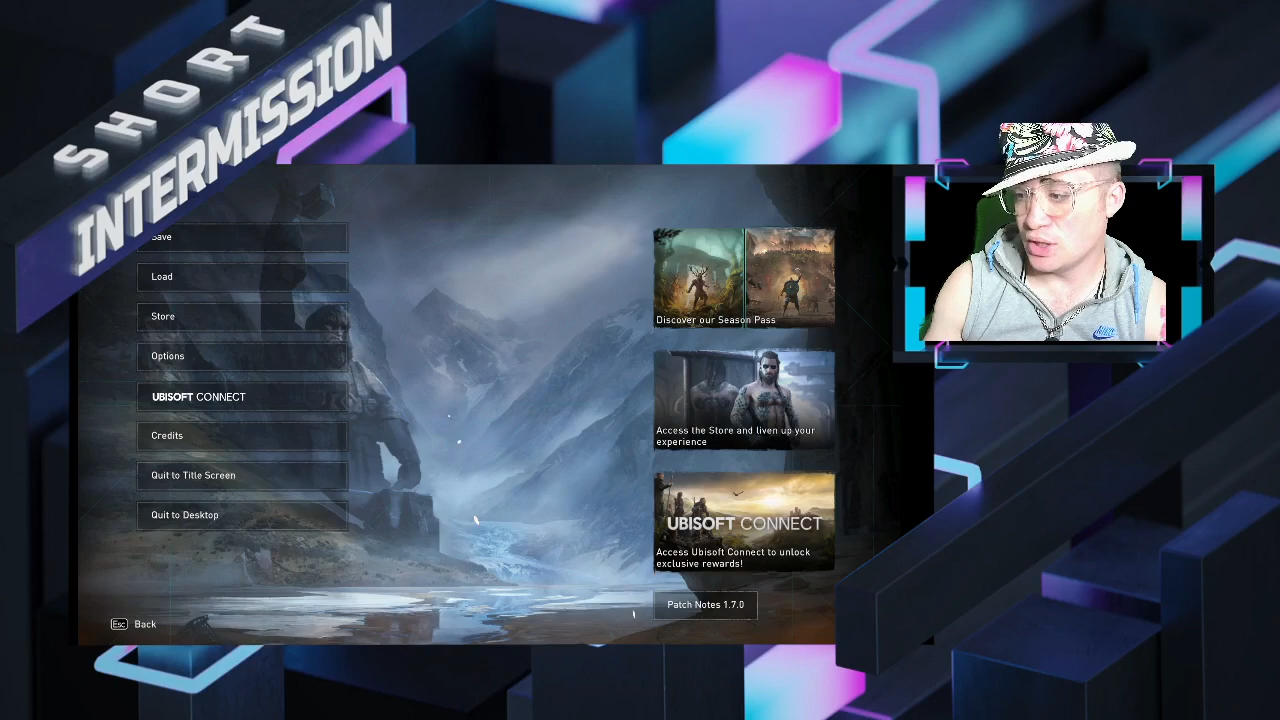 SHORT
INTERMISSION
Save
Load
Store
Options
UBISOFT CONNECT
Credits
Quit to Title Screen
Quit to Desktop
Esc Back
Discover our Season Pass
Access the Store and liven up your
experience
UBISOFT CONNECT
Access Ubisoft Connect to unlock
exclusive rewards!
Patch Notes 1.7.0